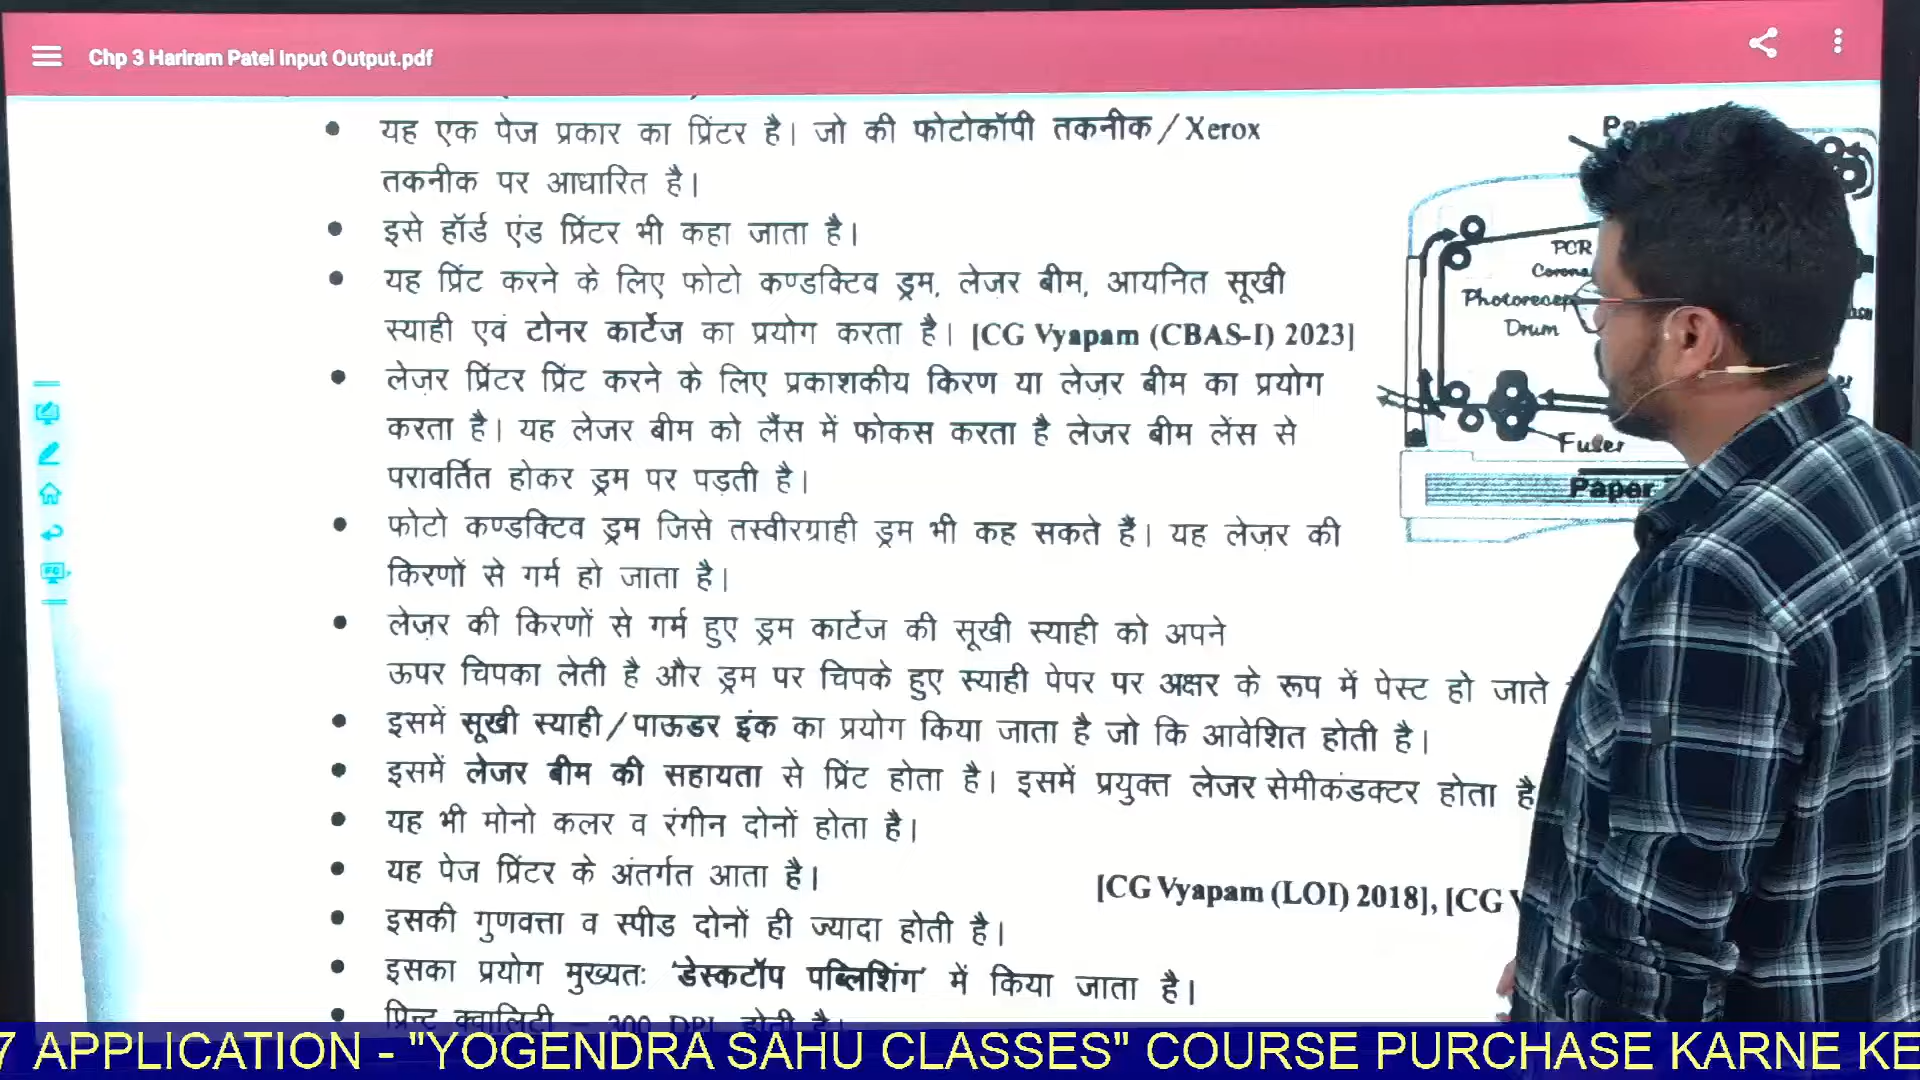 Chp 3 Hariram Patel Input Output.pdf
यह एक पेज प्रकार का प्रिंटर है। जो की फोटोकॉपी तकनीक/Xerox
तकनीक पर आधारित है।
इसे हॉर्ड एंड प्रिंटर भी कहा जाता है।
यह प्रिंट करने के लिए फोटो कण्डक्टिव ड्रम, लेज़र बीम, आयनित सूखी
स्याही एवं टोनर कार्टेज का प्रयोग करता है। [CG Vyapam (CBAS-I) 2023]
लेज़र प्रिंटर प्रिंट करने के लिए प्रकाशकीय किरण या लेज़र बीम का प्रयोग
करता है। यह लेजर बीम को लैंस में फोकस करता है लेजर बीम लेंस से
परावर्तित होकर ड्रम पर पड़ती है।
फोटो कण्डक्टिव ड्रम जिसे तस्वीरग्राही ड्रम भी कह सकते हैं। यह लेज़र की
किरणों से गर्म हो जाता है।
लेज़र की किरणों से गर्म हुए ड्रम कार्टेज की सूखी स्याही को अपने
ऊपर चिपका लेती है और ड्रम पर चिपके हुए स्याही पेपर पर अक्षर के रूप में पेस्ट हो जाते
इसमें सूखी स्याही/पाऊडर इंक का प्रयोग किया जाता है जो कि आवेशित होती है।
इसमें लेजर बीम की सहायता से प्रिंट होता है। इसमें प्रयुक्त लेजर सेमीकंडक्टर होता है
यह भी मोनो कलर व रंगीन दोनों होता है।
यह पेज प्रिंटर के अंतर्गत आता है।
[CG Vyapam (LOI) 2018], [CG
इसकी गुणवत्ता व स्पीड दोनों ही ज्यादा होती है।
इसका प्रयोग मुख्यतः 'डेस्कटॉप पब्लिशिंग' में किया जाता है।
प्रिन्ट क्वालिटी – 300 DPI होती है।
PCR
Corona
Drum
Fuser
Paper
7 APPLICATION - "YOGENDRA SAHU CLASSES" COURSE PURCHASE KARNE KE